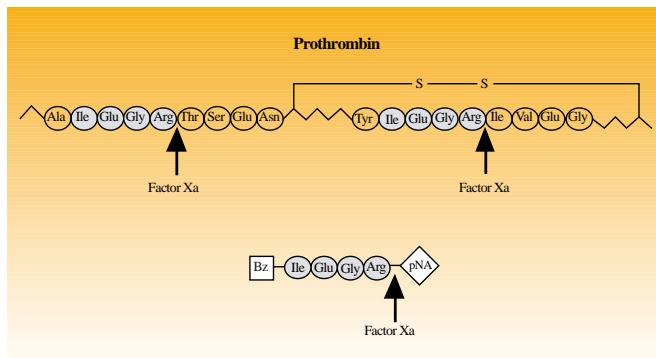 Prothrombin
S S
Ala Ile Glu Gly Arg Thr Ser Glu Asn Tyr Ile Glu Gly Arg Ile Val Glu Gly
Factor Xa Factor Xa
Bz Ile Glu Gly Arg pNA
Factor Xa